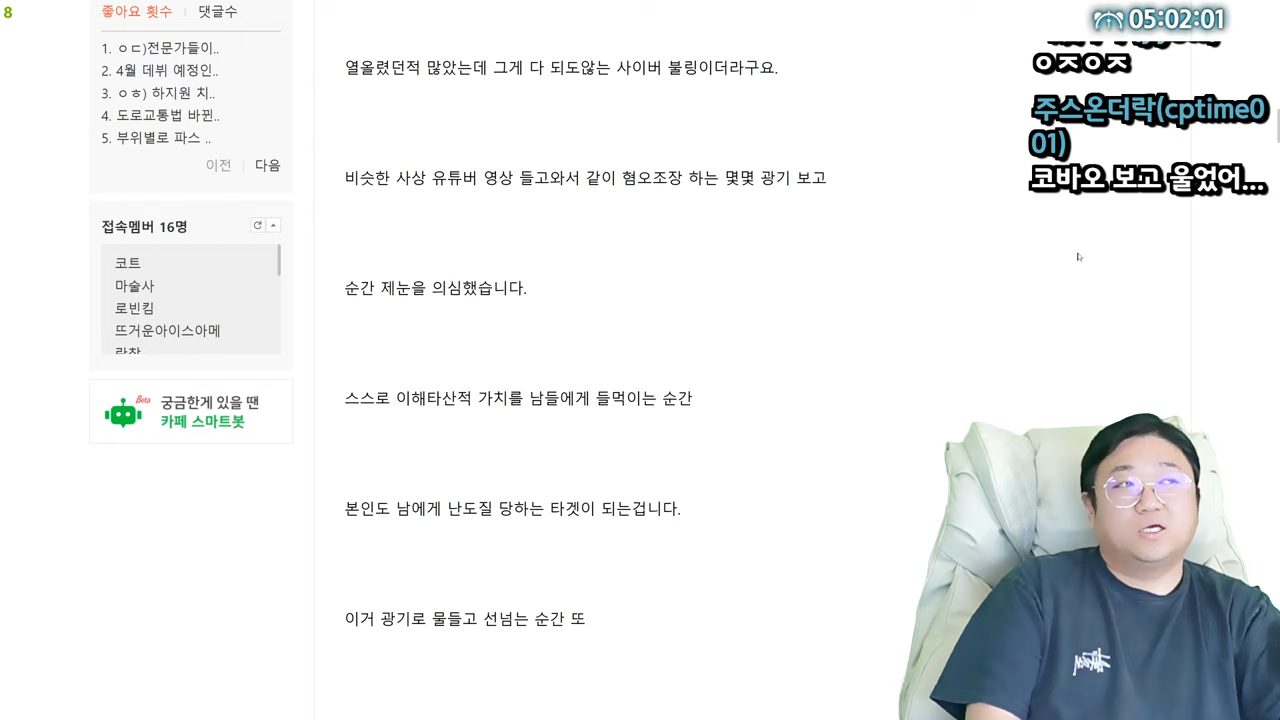 8
좋아요 횟수
댓글수
1. ㅇㄷ)전문가들이..
2. 4월 데뷔 예정인..
3. ㅇㅎ) 하지원 치..
4. 도로교통법 바뀐..
5. 부위별로 파스 ..
이전
다음
접속멤버 16명
코트
마술사
로빈킴
뜨거운아이스아메
궁금한게 있을 땐
Beta
카페 스마트봇
열올렸던적 많았는데 그게 다 되도않는 사이버 불링이더라구요.
비슷한 사상 유튜버 영상 들고와서 같이 혐오조장 하는 몇몇 광기 보고
순간 제눈을 의심했습니다.
스스로 이해타산적 가치를 남들에게 들먹이는 순간
본인도 남에게 난도질 당하는 타겟이 되는겁니다.
이거 광기로 물들고 선넘는 순간 또
05:02:01
ㅇㅈㅇㅈ
주스온더락(cptime0
01)
코바오 보고 울었어...